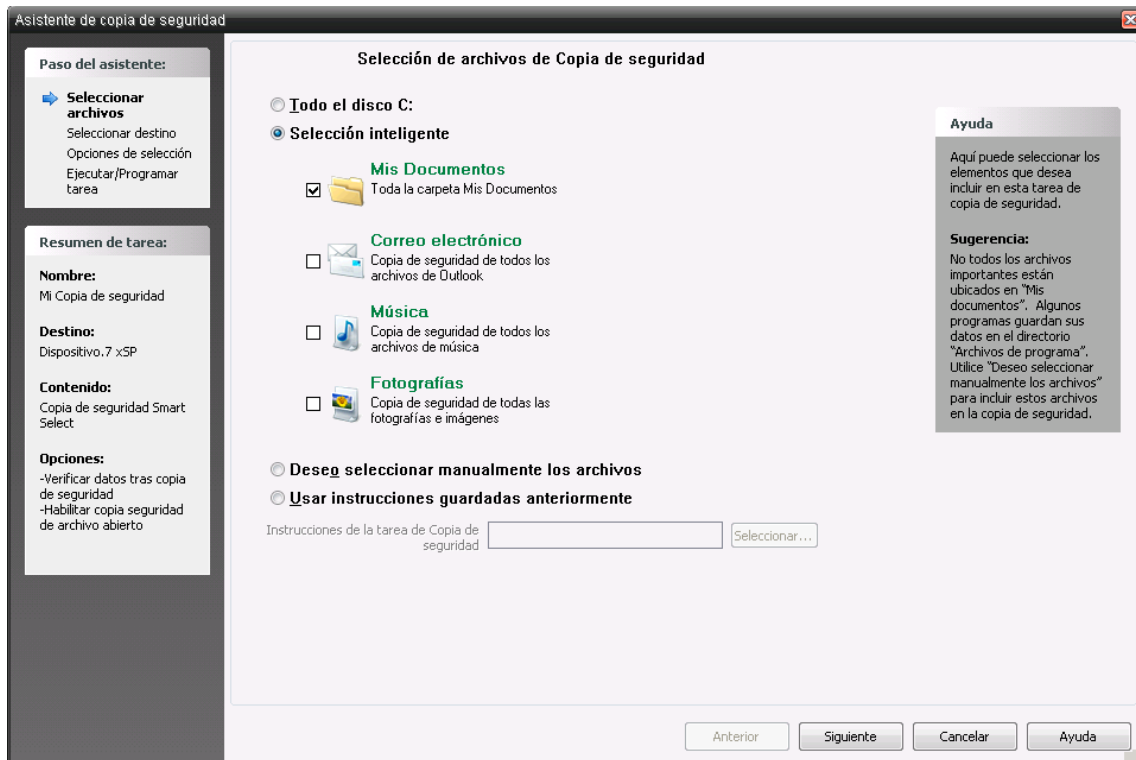 Asistente de copia de seguridad
Paso del asistente:
Seleccionar
archivos
Seleccionar destino
Opciones de selección
Ejecutar/Programar
tarea
Resumen de tarea:
Nombre:
Mi Copia de seguridad
Destino:
Dispositivo.7 xSP
Contenido:
Copia de seguridad Smart
Select
Opciones:
-Verificar datos tras copia
de seguridad
-Habilitar copia seguridad
de archivo abierto
Selección de archivos de Copia de seguridad
Todo el disco C:
Selección inteligente
Mis Documentos
Toda la carpeta Mis Documentos
Correo electrónico
Copia de seguridad de todos los
archivos de Outlook
Música
Copia de seguridad de todos los
archivos de música
Fotografías
Copia de seguridad de todas las
fotografías e imágenes
Deseo seleccionar manualmente los archivos
Usar instrucciones guardadas anteriormente
Instrucciones de la tarea de Copia de
seguridad
Seleccionar...
Ayuda
Aquí puede seleccionar los
elementos que desea
incluir en esta tarea de
copia de seguridad.
Sugerencia:
No todos los archivos
importantes están
ubicados en "Mis
documentos". Algunos
programas guardan sus
datos en el directorio
"Archivos de programa".
Utilice "Deseo seleccionar
manualmente los archivos"
para incluir estos archivos
en la copia de seguridad.
Anterior
Siguiente
Cancelar
Ayuda